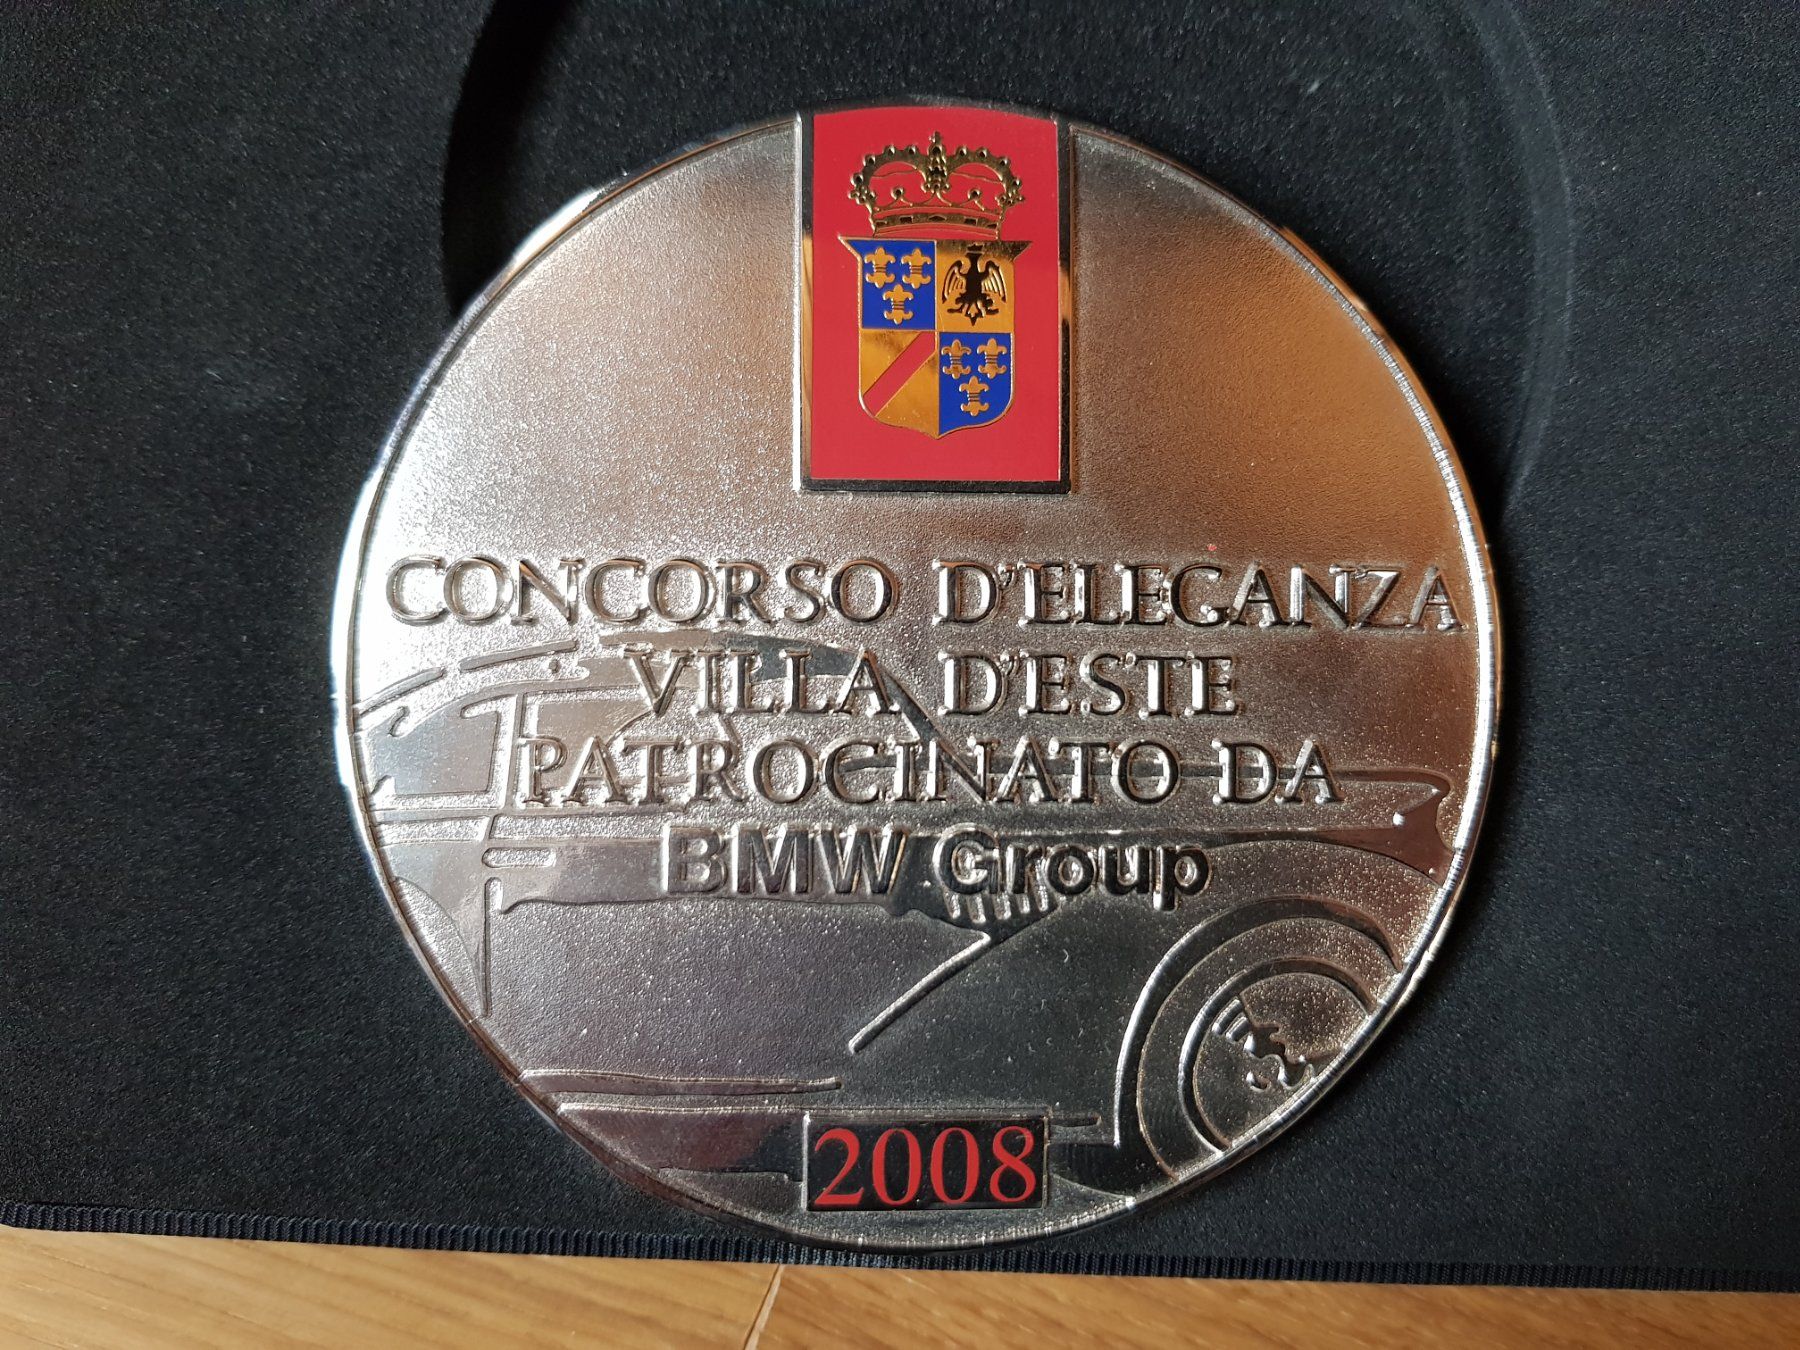 CONCORSO D'ELEGANZA
VILLA D'ESTE
PATROCINATO DA
BMW Group
2008